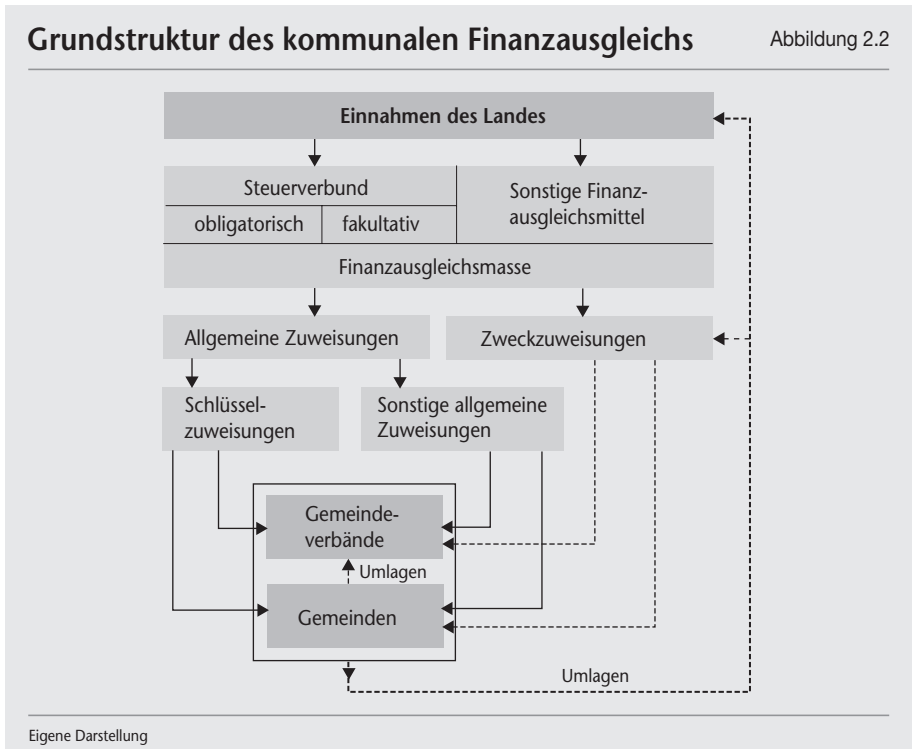 Grundstruktur des kommunalen Finanzausgleichs
Abbildung 2.2
Einnahmen des Landes
Steuerverbund
obligatorisch
fakultativ
Sonstige Finanz-
ausgleichsmittel
Finanzausgleichsmasse
Allgemeine Zuweisungen
Zweckzuweisungen
Schlüssel-
zuweisungen
Sonstige allgemeine
Zuweisungen
Gemeinde-
verbände
Umlagen
Gemeinden
Umlagen
Eigene Darstellung